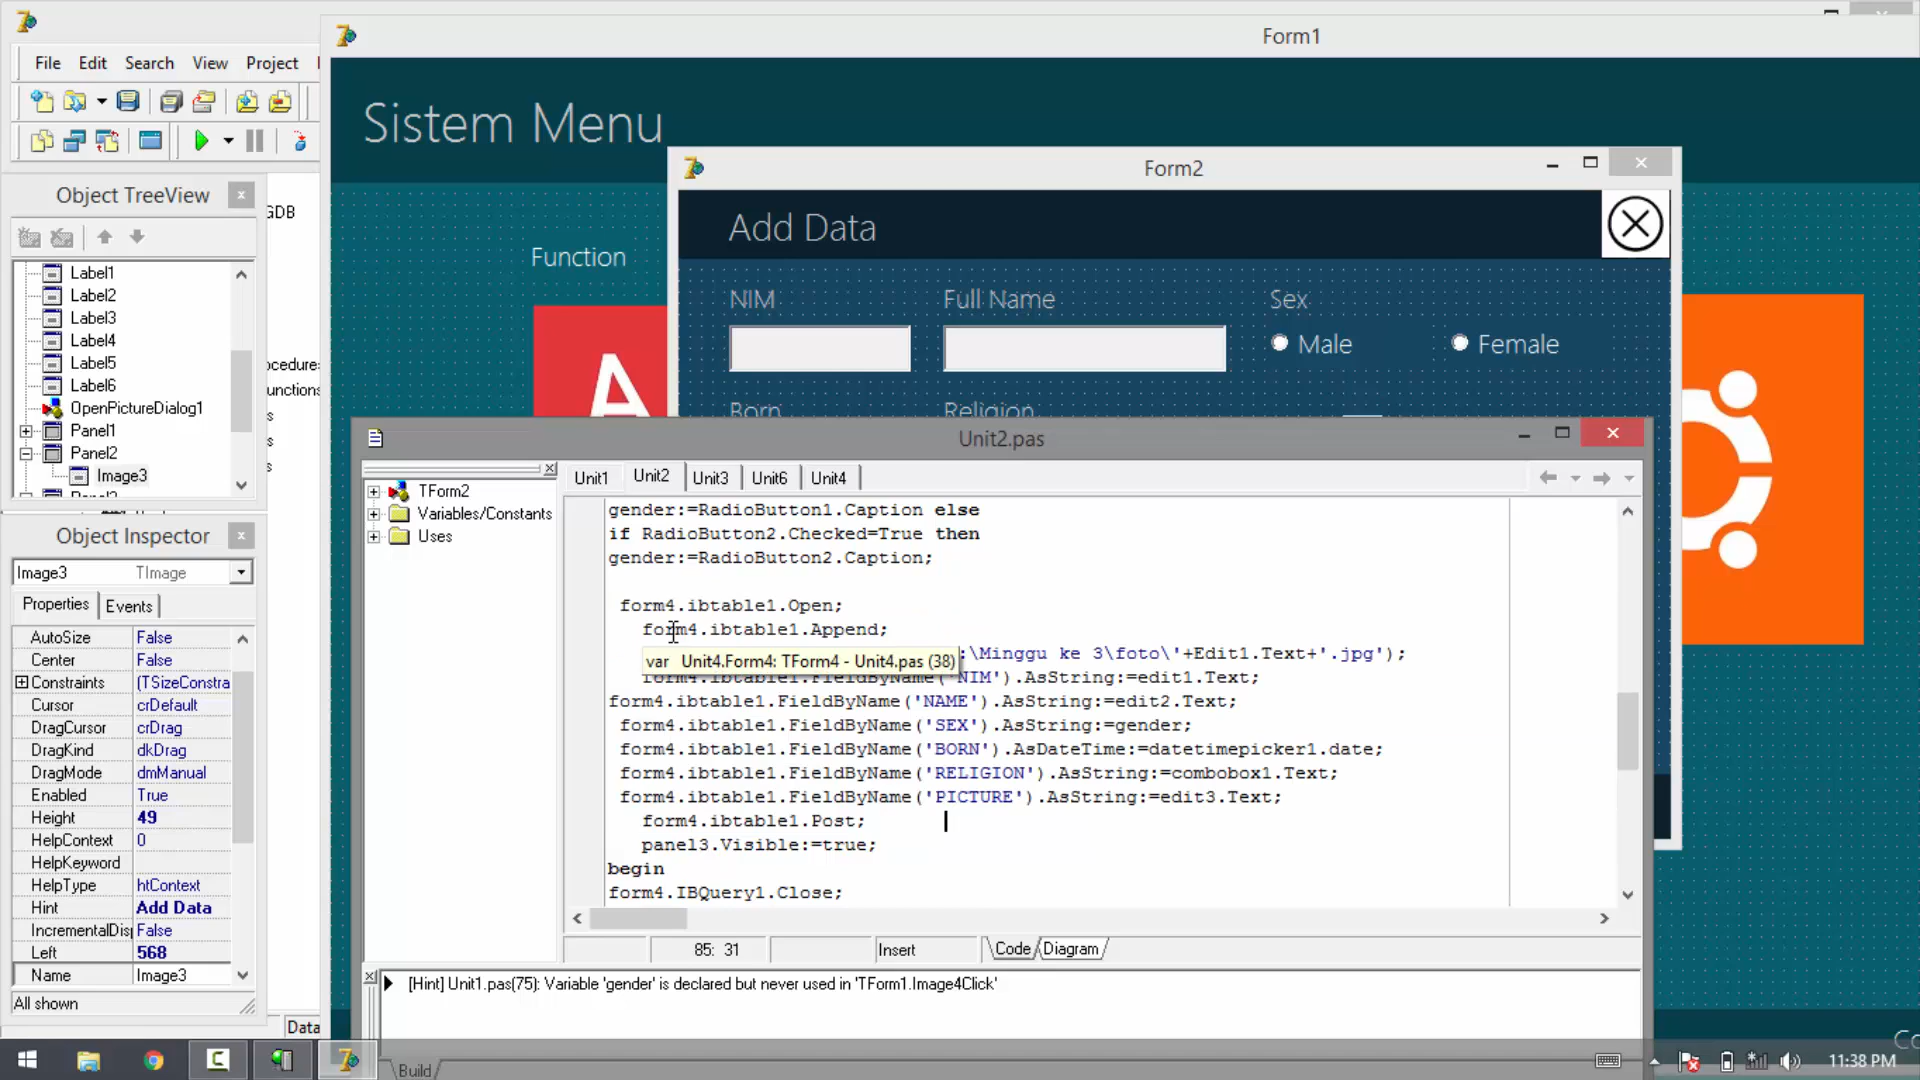 Form1
File Edit Search View Project
Sistem Menu
Object TreeView
GDB
Label1
Label2
Label3
Label4
Label5
Label6
OpenPictureDialog1
Panel1
Panel2
Image3
Function
Form2
Add Data
NIM Full Name Sex
Male Female
Born Religion
Object Inspector
Image3 TImage
Properties Events
AutoSize False
Center False
Constraints (TSizeConstra
Cursor crDefault
DragCursor crDrag
DragKind dkDrag
DragMode dmManual
Enabled True
Height 49
HelpContext 0
HelpKeyword
HelpType htContext
Hint Add Data
IncrementalDisp False
Left 568
Name Image3
All shown
Unit2.pas
Unit1 Unit2 Unit3 Unit6 Unit4
TForm2
Variables/Constants
Uses
gender:=RadioButton1.Caption else
if RadioButton2.Checked=True then
gender:=RadioButton2.Caption;
form4.ibtable1.Open;
form4.ibtable1.Append;
var Unit4.Form4: TForm4 - Unit4.pas (38)
:\Minggu ke 3\foto\'+Edit1.Text+'.jpg');
form4.ibtable1.FieldByName('NIM').AsString:=edit1.Text;
form4.ibtable1.FieldByName('NAME').AsString:=edit2.Text;
form4.ibtable1.FieldByName('SEX').AsString:=gender;
form4.ibtable1.FieldByName('BORN').AsDateTime:=datetimepicker1.date;
form4.ibtable1.FieldByName('RELIGION').AsString:=combobox1.Text;
form4.ibtable1.FieldByName('PICTURE').AsString:=edit3.Text;
form4.ibtable1.Post;
panel3.Visible:=true;
begin
form4.IBQuery1.Close;
85: 31 Insert Code Diagram
[Hint] Unit1.pas(75): Variable 'gender' is declared but never used in 'TForm1.Image4Click'
Build
11:38 PM